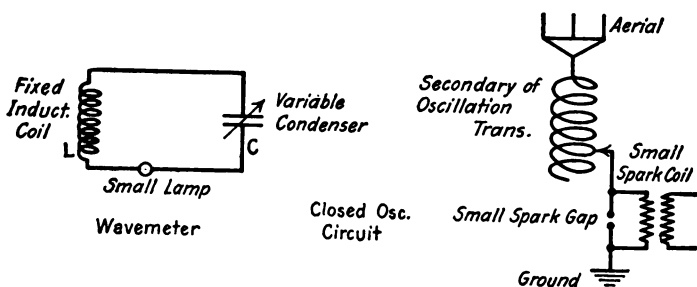 Fixed
Induct.
Coil
L
Variable
Condenser
C
Small Lamp
Wavemeter
Closed Osc.
Circuit
Aerial
Secondary of
Oscillation
Trans.
Small
Spark Coil
Small Spark Gap
Ground